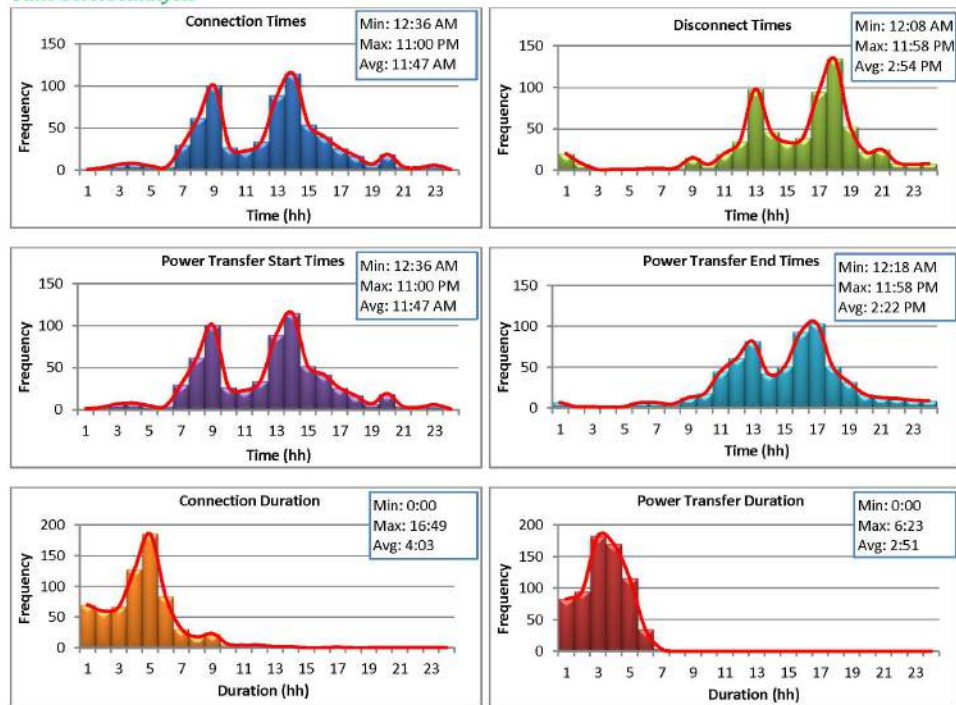 Connection Times
Min: 12:36 AM
Max: 11:00 PM
Avg: 11:47 AM
Frequency
150
100
50
0
1 3 5 7 9 11 13 15 17 19 21 23
Time (hh)
Disconnect Times
Min: 12:08 AM
Max: 11:58 PM
Avg: 2:54 PM
Frequency
150
100
50
0
1 3 5 7 9 11 13 15 17 19 21 23
Time (hh)
Power Transfer Start Times
Min: 12:36 AM
Max: 11:00 PM
Avg: 11:47 AM
Frequency
150
100
50
0
1 3 5 7 9 11 13 15 17 19 21 23
Time (hh)
Power Transfer End Times
Min: 12:18 AM
Max: 11:58 PM
Avg: 2:22 PM
Frequency
150
100
50
0
1 3 5 7 9 11 13 15 17 19 21 23
Time (hh)
Connection Duration
Min: 0:00
Max: 16:49
Avg: 4:03
Frequency
200
150
100
50
0
1 3 5 7 9 11 13 15 17 19 21 23
Duration (hh)
Power Transfer Duration
Min: 0:00
Max: 6:23
Avg: 2:51
Frequency
200
150
100
50
0
1 3 5 7 9 11 13 15 17 19 21 23
Duration (hh)